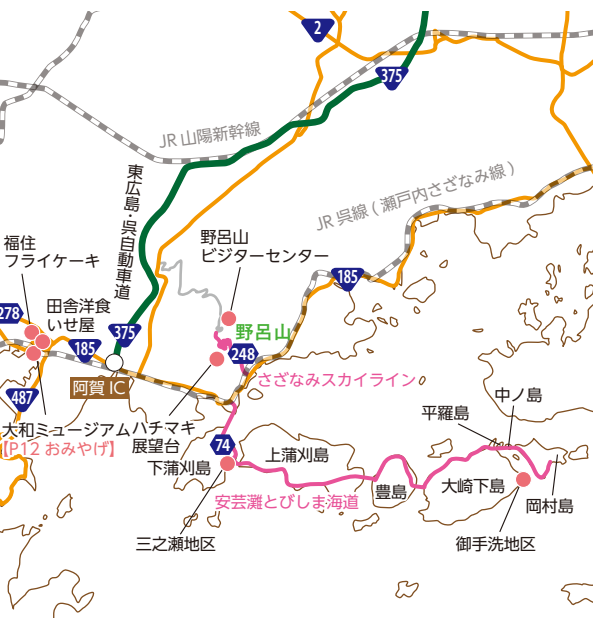 2
375
JR 山陽新幹線
東広島・呉自動車道
JR 呉線 ( 瀬戸内さざなみ線 )
福住
フライケーキ
野呂山
ビジターセンター
185
278
田舎洋食
いせ屋
375
野呂山
185
248
阿賀 IC
さざなみスカイライン
487
中ノ島
平羅島
大和ミュージアム
【P12 おみやげ】
ハチマキ
展望台
74
下蒲刈島
上蒲刈島
豊島
大崎下島
岡村島
安芸灘とびしま海道
三之瀬地区
御手洗地区